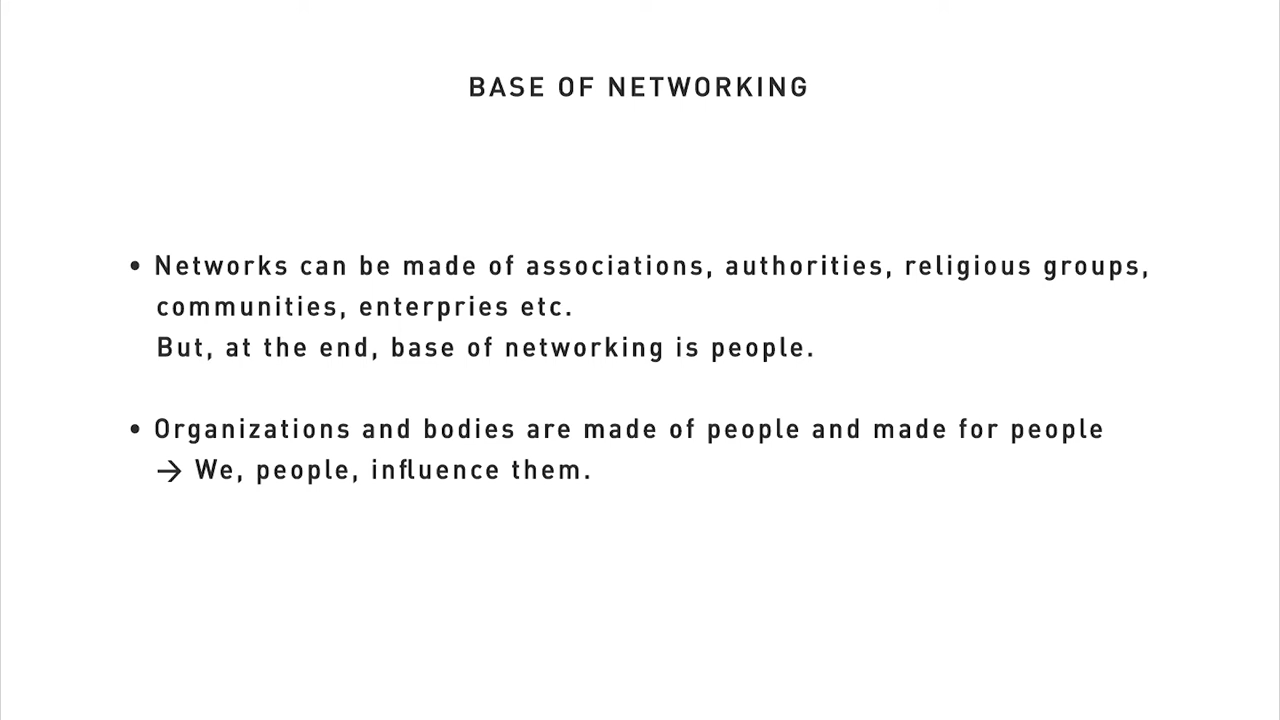 BASE OF NETWORKING
• Networks can be made of associations, authorities, religious groups,
communities, enterpries etc.
But, at the end, base of networking is people.
• Organizations and bodies are made of people and made for people
→ We, people, influence them.